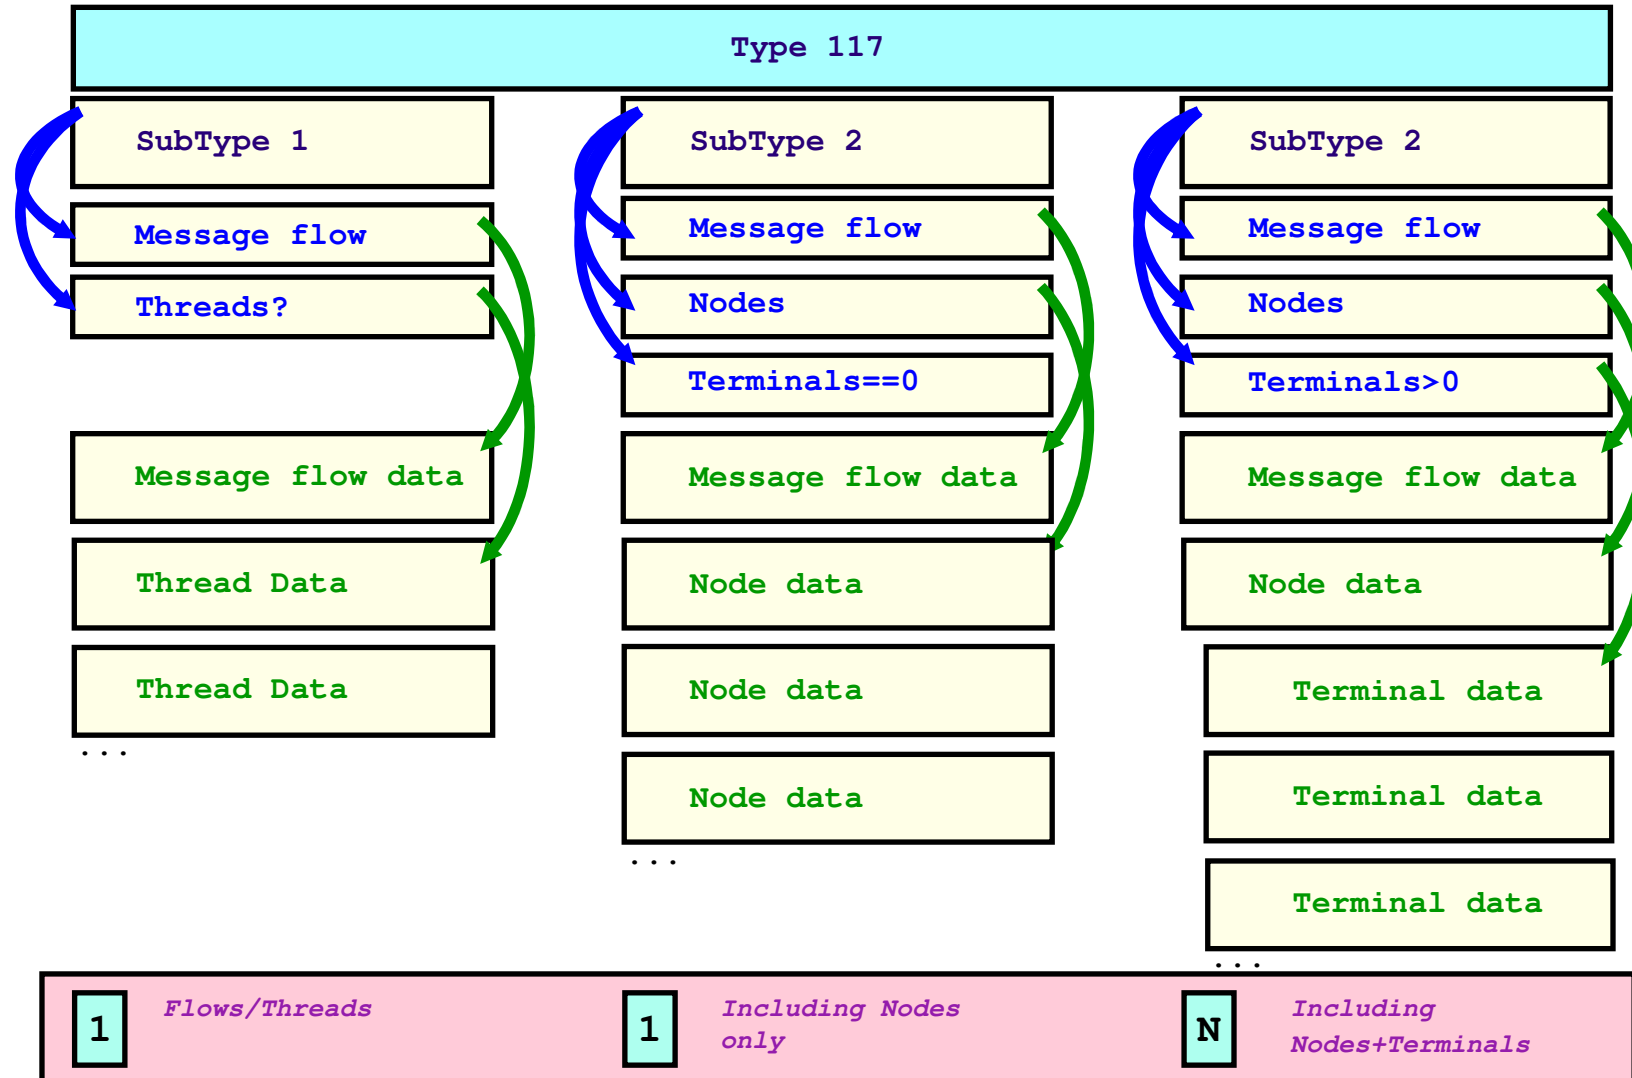 Type 117
SubType 1
Message flow
Threads?
Message flow data
Thread Data
Thread Data
...
SubType 2
Message flow
Nodes
Terminals==0
Message flow data
Node data
Node data
Node data
...
SubType 2
Message flow
Nodes
Terminals>0
Message flow data
Node data
Terminal data
Terminal data
Terminal data
...
1
Flows/Threads
1
Including Nodes
only
N
Including
Nodes+Terminals